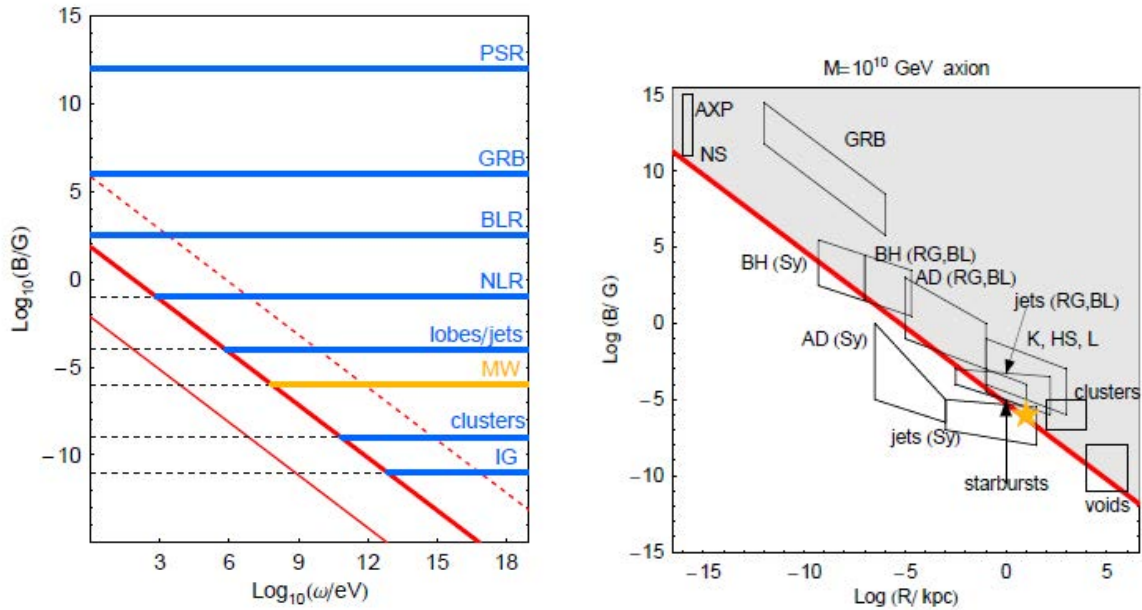 15
10
5
0
−5
−10
Log10(B/G)
PSR
GRB
BLR
NLR
lobes/jets
MW
clusters
IG
3 6 9 12 15 18
Log10(ω/eV)
M=10^10 GeV axion
15
10
5
0
−5
−10
−15
Log (B/ G)
AXP
NS
GRB
BH (Sy)
BH (RG,BL)
AD (RG,BL)
jets (RG,BL)
AD (Sy)
K, HS, L
clusters
jets (Sy)
starbursts
voids
−15 −10 −5 0 5
Log (R/ kpc)